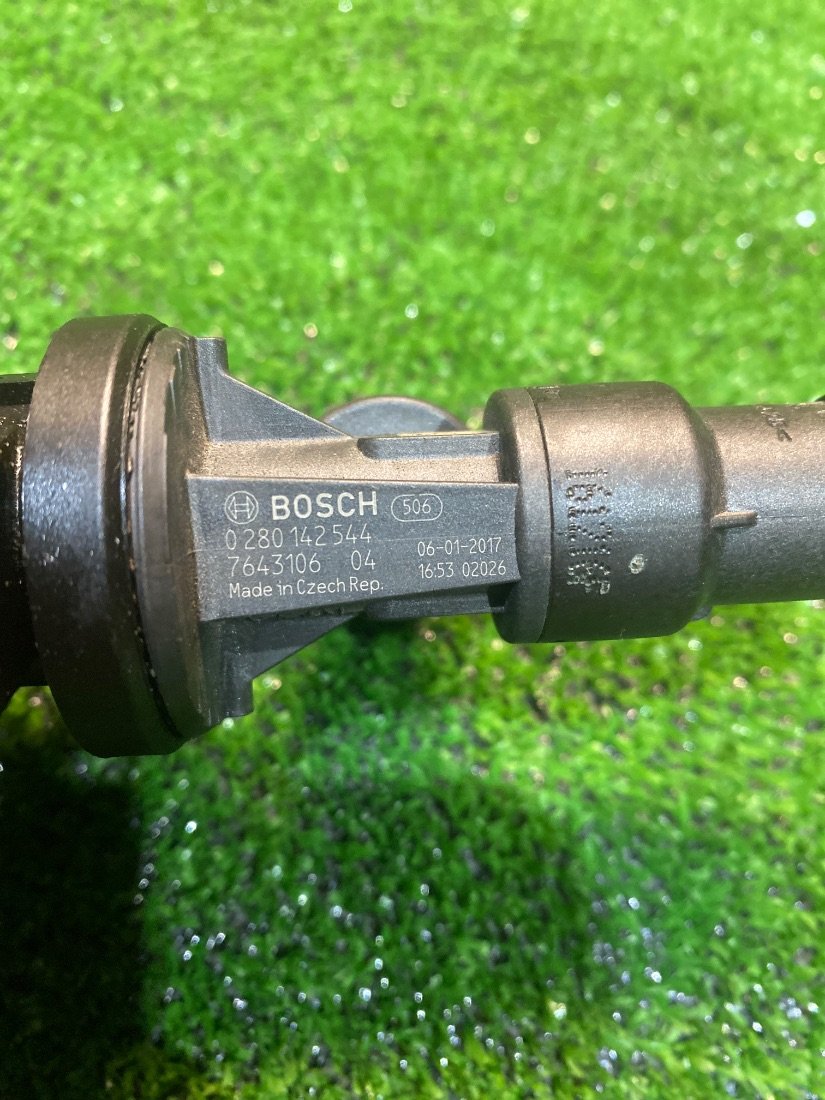 BOSCH 506
0 280 142 544
7643106 04
06-01-2017
Made in Czech Rep.
16:53 02026